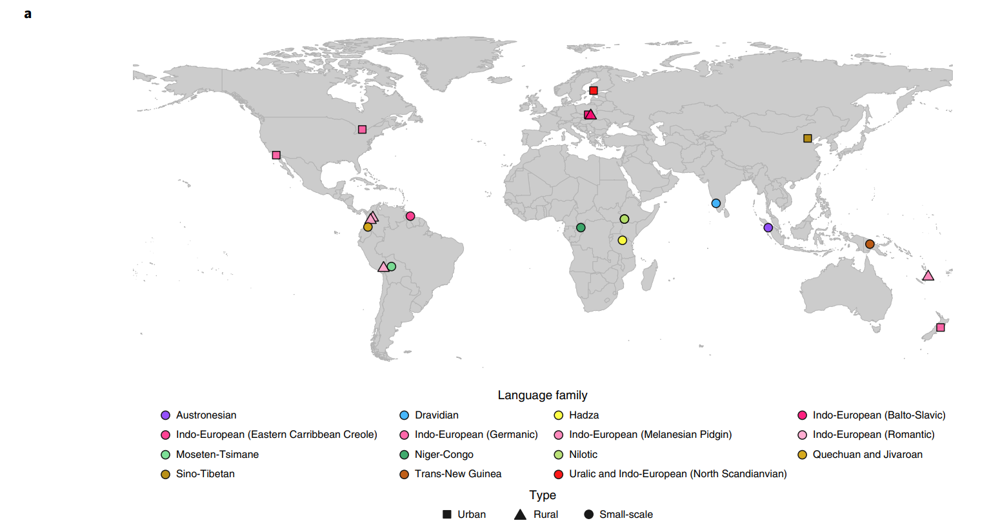 a
Language family
Austronesian Dravidian Hadza Indo-European (Balto-Slavic)
Indo-European (Eastern Carribbean Creole) Indo-European (Germanic) Indo-European (Melanesian Pidgin) Indo-European (Romantic)
Moseten-Tsimane Niger-Congo Nilotic Quechuan and Jivaroan
Sino-Tibetan Trans-New Guinea Uralic and Indo-European (North Scandianvian)
Type
Urban Rural Small-scale